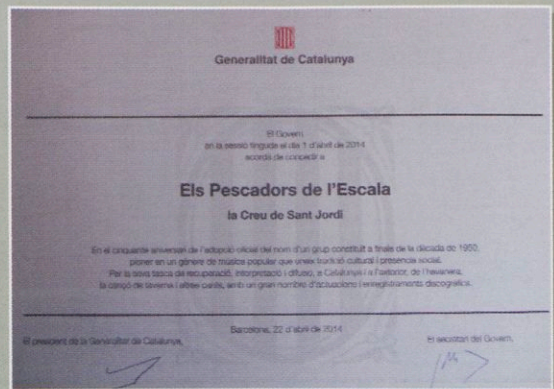 Generalitat de Catalunya
El Govern
en la sessió tinguda el dia 1 d'abril de 2014
acordà de concedir a
Els Pescadors de l'Escala
la Creu de Sant Jordi
En el cinquantè aniversari de l'adopció oficial del nom d'un grup constituït a finals de la dècada de 1950,
pioner en un gènere de música popular que uneix tradició cultural i presència social.
Per la seva tasca de recuperació, interpretació i difusió, a Catalunya i a l'exterior, de l'havanera,
la cançó de taverna i altres cants, amb un gran nombre d'actuacions i enregistraments discogràfics.
Barcelona, 22 d'abril de 2014
El president de la Generalitat de Catalunya,
El secretari del Govern,